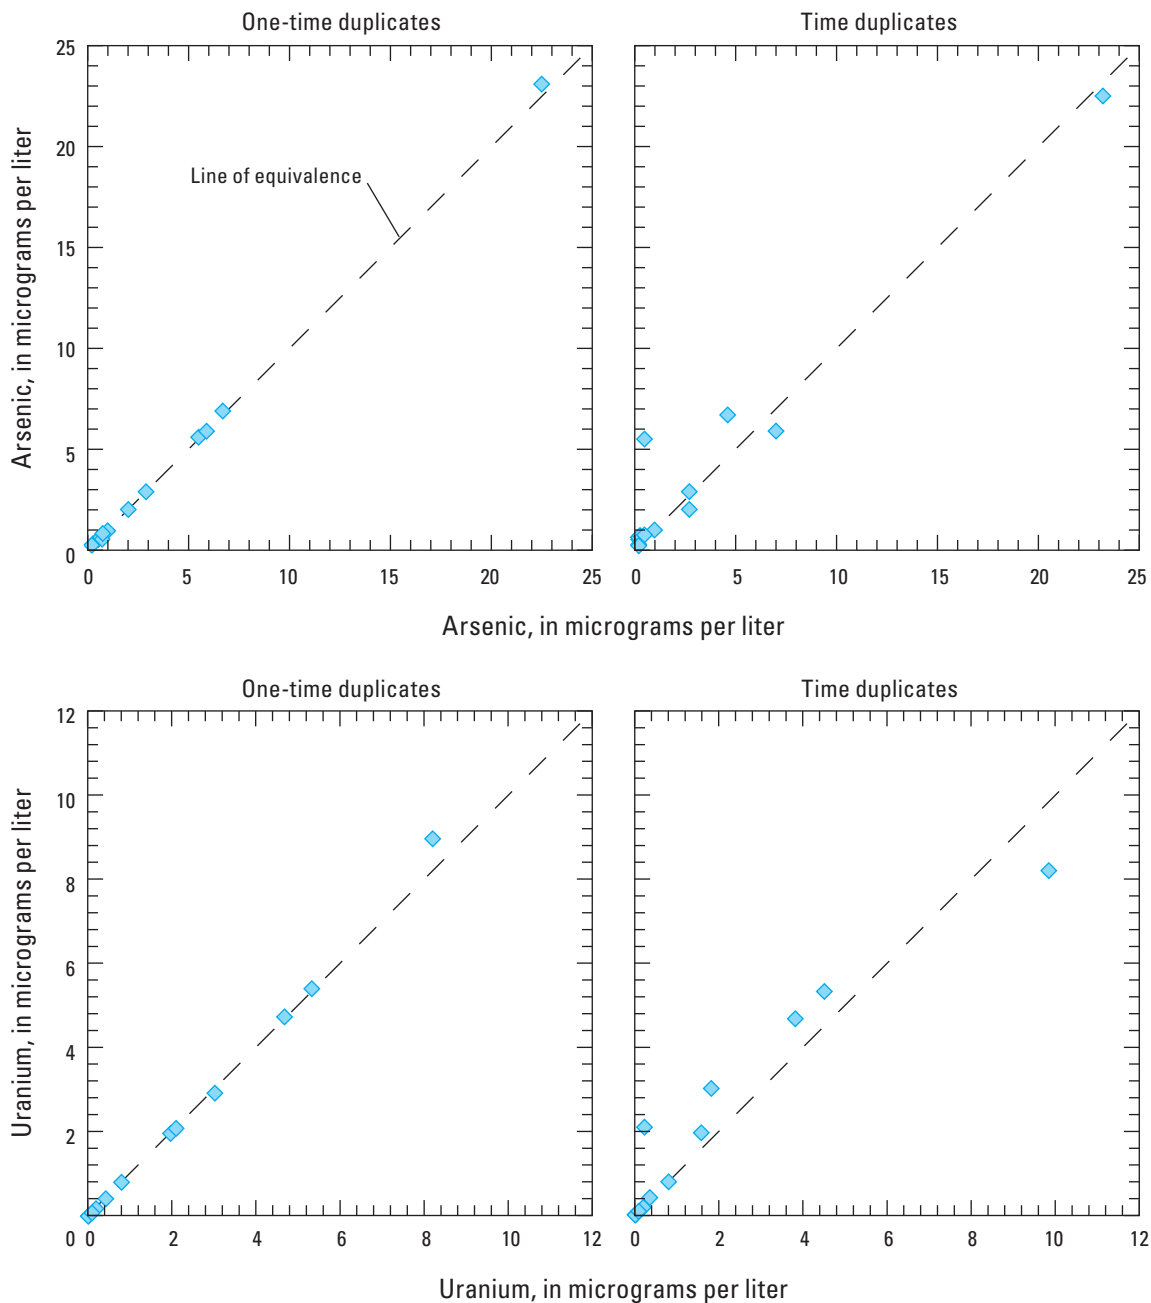 One-time duplicates
Time duplicates
25
20
15
10
5
0
Arsenic, in micrograms per liter
Line of equivalence
0 5 10 15 20 25
0 5 10 15 20 25
Arsenic, in micrograms per liter
One-time duplicates
Time duplicates
12
10
8
6
4
2
0
Uranium, in micrograms per liter
0 2 4 6 8 10 12
0 2 4 6 8 10 12
Uranium, in micrograms per liter